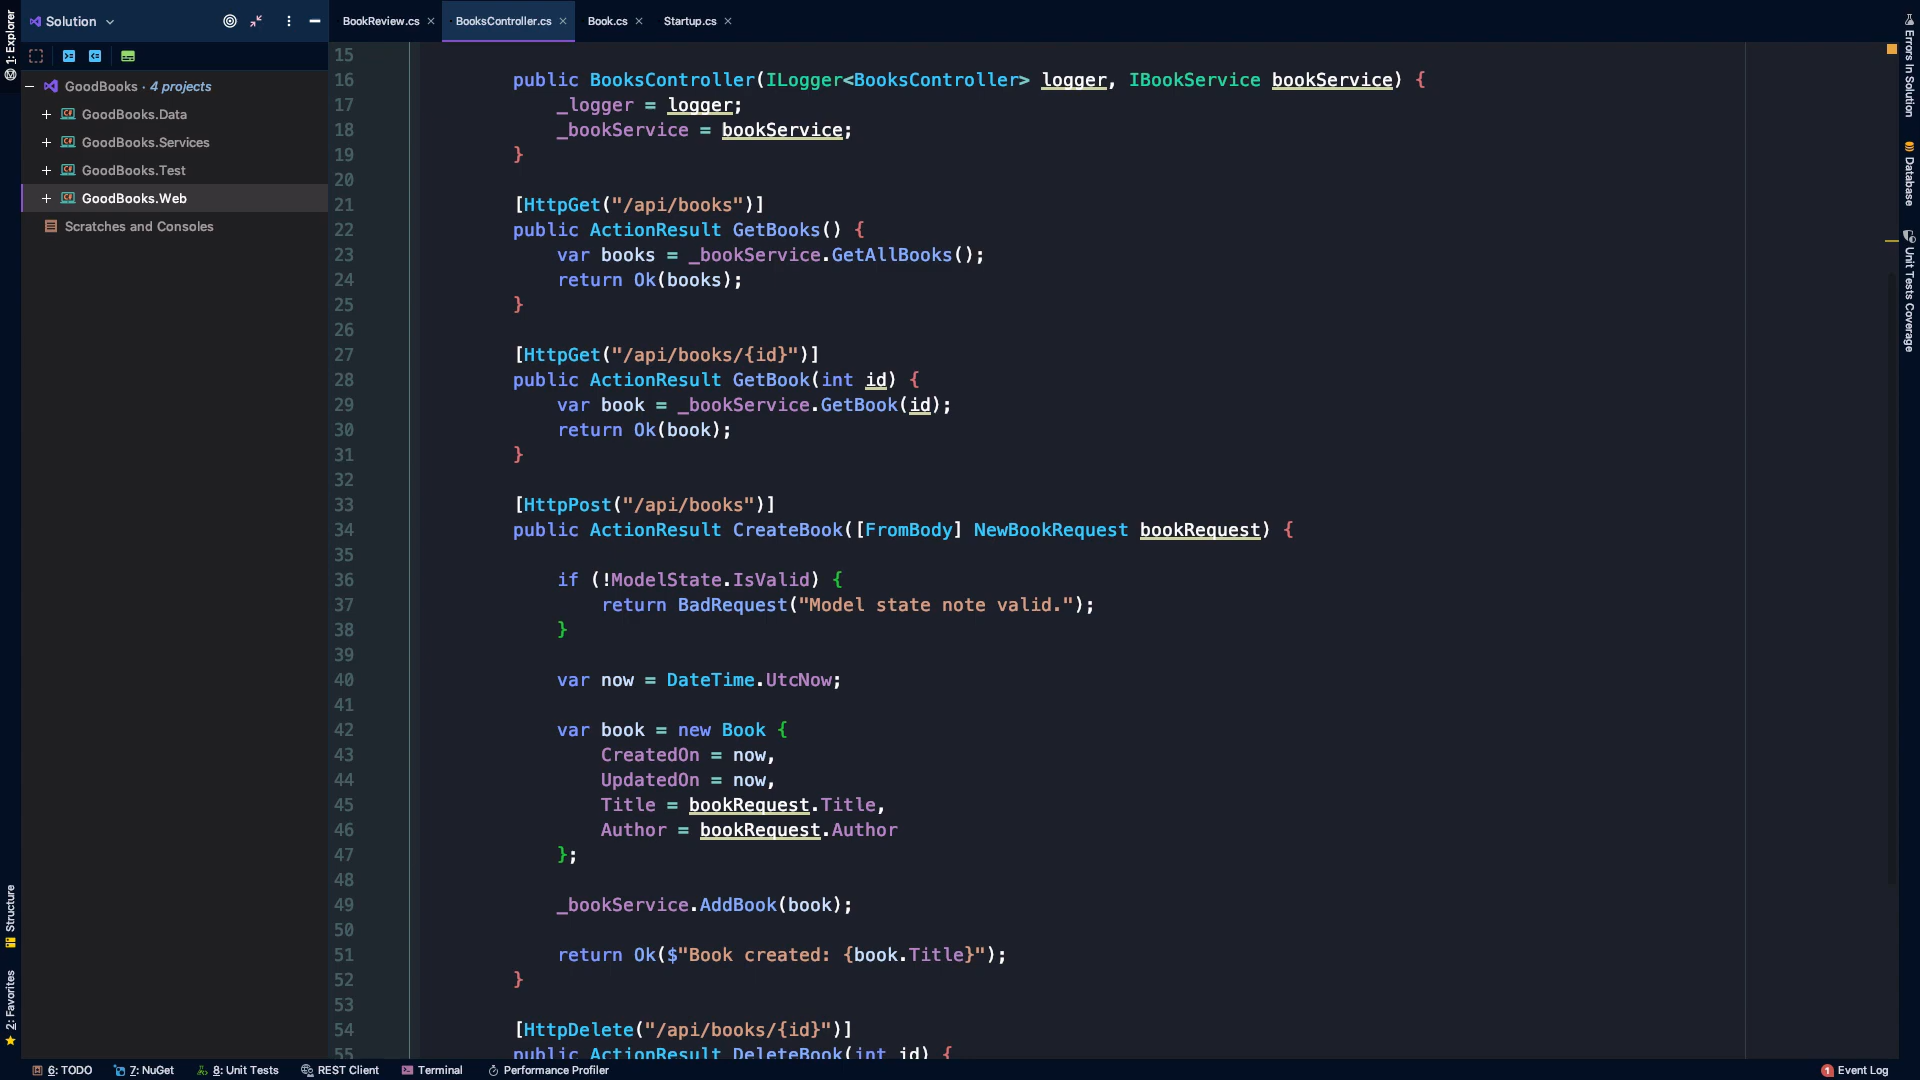 Solution
BookReview.cs
BooksController.cs
Book.cs
Startup.cs
1: Explorer
GoodBooks · 4 projects
GoodBooks.Data
GoodBooks.Services
GoodBooks.Test
GoodBooks.Web
Scratches and Consoles
15
16 public BooksController(ILogger<BooksController> logger, IBookService bookService) {
17 _logger = logger;
18 _bookService = bookService;
19 }
20
21 [HttpGet("/api/books")]
22 public ActionResult GetBooks() {
23 var books = _bookService.GetAllBooks();
24 return Ok(books);
25 }
26
27 [HttpGet("/api/books/{id}")]
28 public ActionResult GetBook(int id) {
29 var book = _bookService.GetBook(id);
30 return Ok(book);
31 }
32
33 [HttpPost("/api/books")]
34 public ActionResult CreateBook([FromBody] NewBookRequest bookRequest) {
35
36 if (!ModelState.IsValid) {
37 return BadRequest("Model state note valid.");
38 }
39
40 var now = DateTime.UtcNow;
41
42 var book = new Book {
43 CreatedOn = now,
44 UpdatedOn = now,
45 Title = bookRequest.Title,
46 Author = bookRequest.Author
47 };
48
49 _bookService.AddBook(book);
50
51 return Ok($"Book created: {book.Title}");
52 }
53
54 [HttpDelete("/api/books/{id}")]
55 public ActionResult DeleteBook(int id) {
Errors In Solution
Database
Unit Tests Coverage
Structure
2: Favorites
6: TODO
7: NuGet
8: Unit Tests
REST Client
Terminal
Performance Profiler
1 Event Log